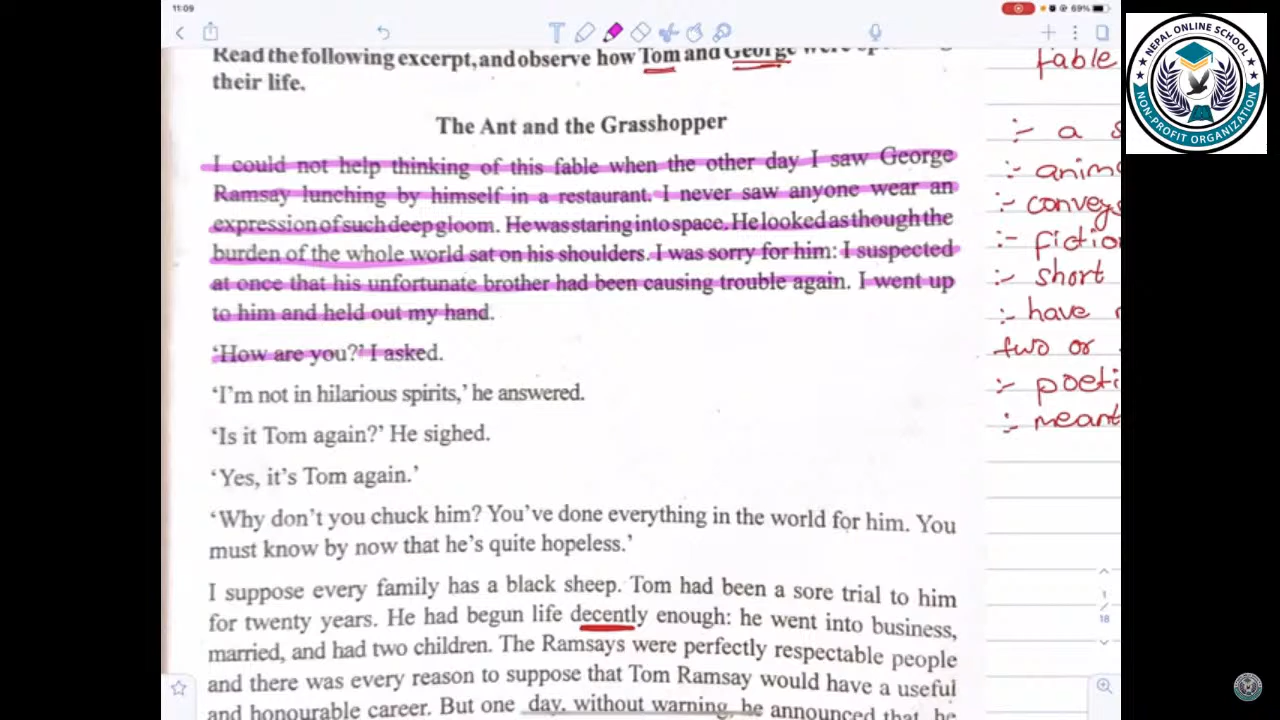 11:09
69%
T
Read the following excerpt, and observe how Tom and George were
their life.
The Ant and the Grasshopper
I could not help thinking of this fable when the other day I saw George
Ramsay lunching by himself in a restaurant. I never saw anyone wear an
expression of such deep gloom. He was staring into space. He looked as though the
burden of the whole world sat on his shoulders. I was sorry for him: I suspected
at once that his unfortunate brother had been causing trouble again. I went up
to him and held out my hand.
‘How are you?’ I asked.
‘I’m not in hilarious spirits,’ he answered.
‘Is it Tom again?’ He sighed.
‘Yes, it’s Tom again.’
‘Why don’t you chuck him? You’ve done everything in the world for him. You
must know by now that he’s quite hopeless.’
I suppose every family has a black sheep. Tom had been a sore trial to him
for twenty years. He had begun life decently enough: he went into business,
married, and had two children. The Ramsays were perfectly respectable people
and there was every reason to suppose that Tom Ramsay would have a useful
and honourable career. But one day, without warning, he announced that he
fable
:- a s
:- anim
:- conveys
:- fictio
:- short
:- have
two or
:- poeti
:- meant
1
/
18
NEPAL ONLINE SCHOOL
NON-PROFIT ORGANIZATION